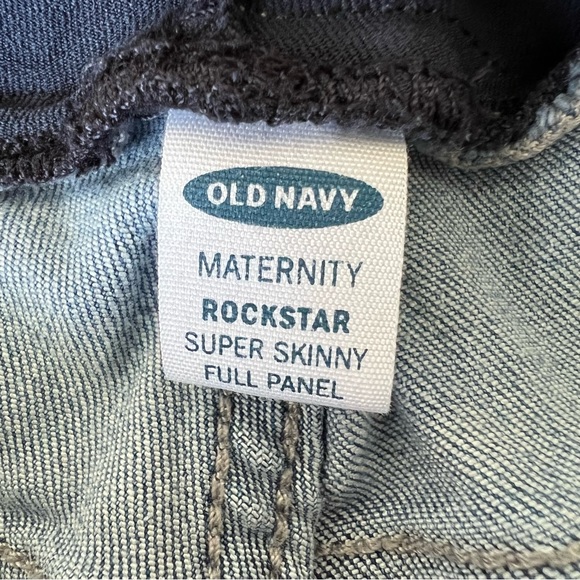 OLD NAVY
MATERNITY
ROCKSTAR
SUPER SKINNY
FULL PANEL